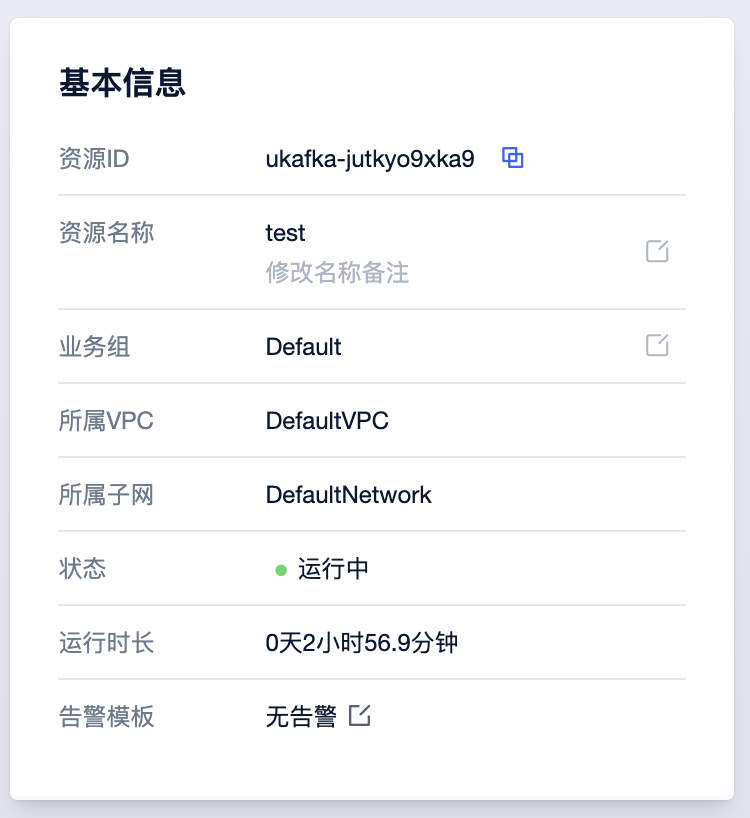 基本信息
资源ID ukafka-jutkyo9xka9
资源名称 test
修改名称备注
业务组 Default
所属VPC DefaultVPC
所属子网 DefaultNetwork
状态 运行中
运行时长 0天2小时56.9分钟
告警模板 无告警